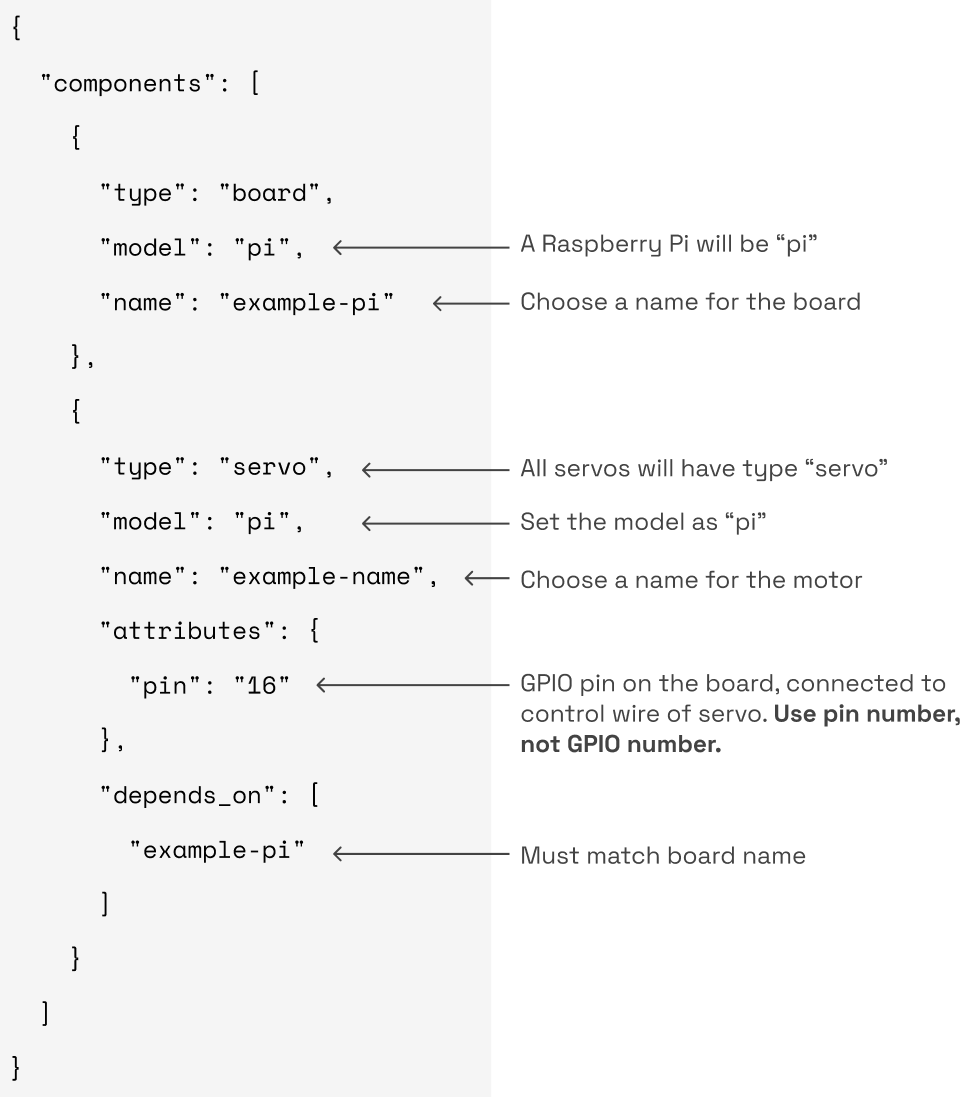 {
"components": [
{
"type": "board",
"model": "pi",
A Raspberry Pi will be “pi”
"name": "example-pi"
Choose a name for the board
},
{
"type": "servo",
All servos will have type “servo”
"model": "pi",
Set the model as “pi”
"name": "example-name",
Choose a name for the motor
"attributes": {
"pin": "16"
GPIO pin on the board, connected to
control wire of servo. Use pin number,
not GPIO number.
},
"depends_on": [
"example-pi"
Must match board name
]
}
]
}